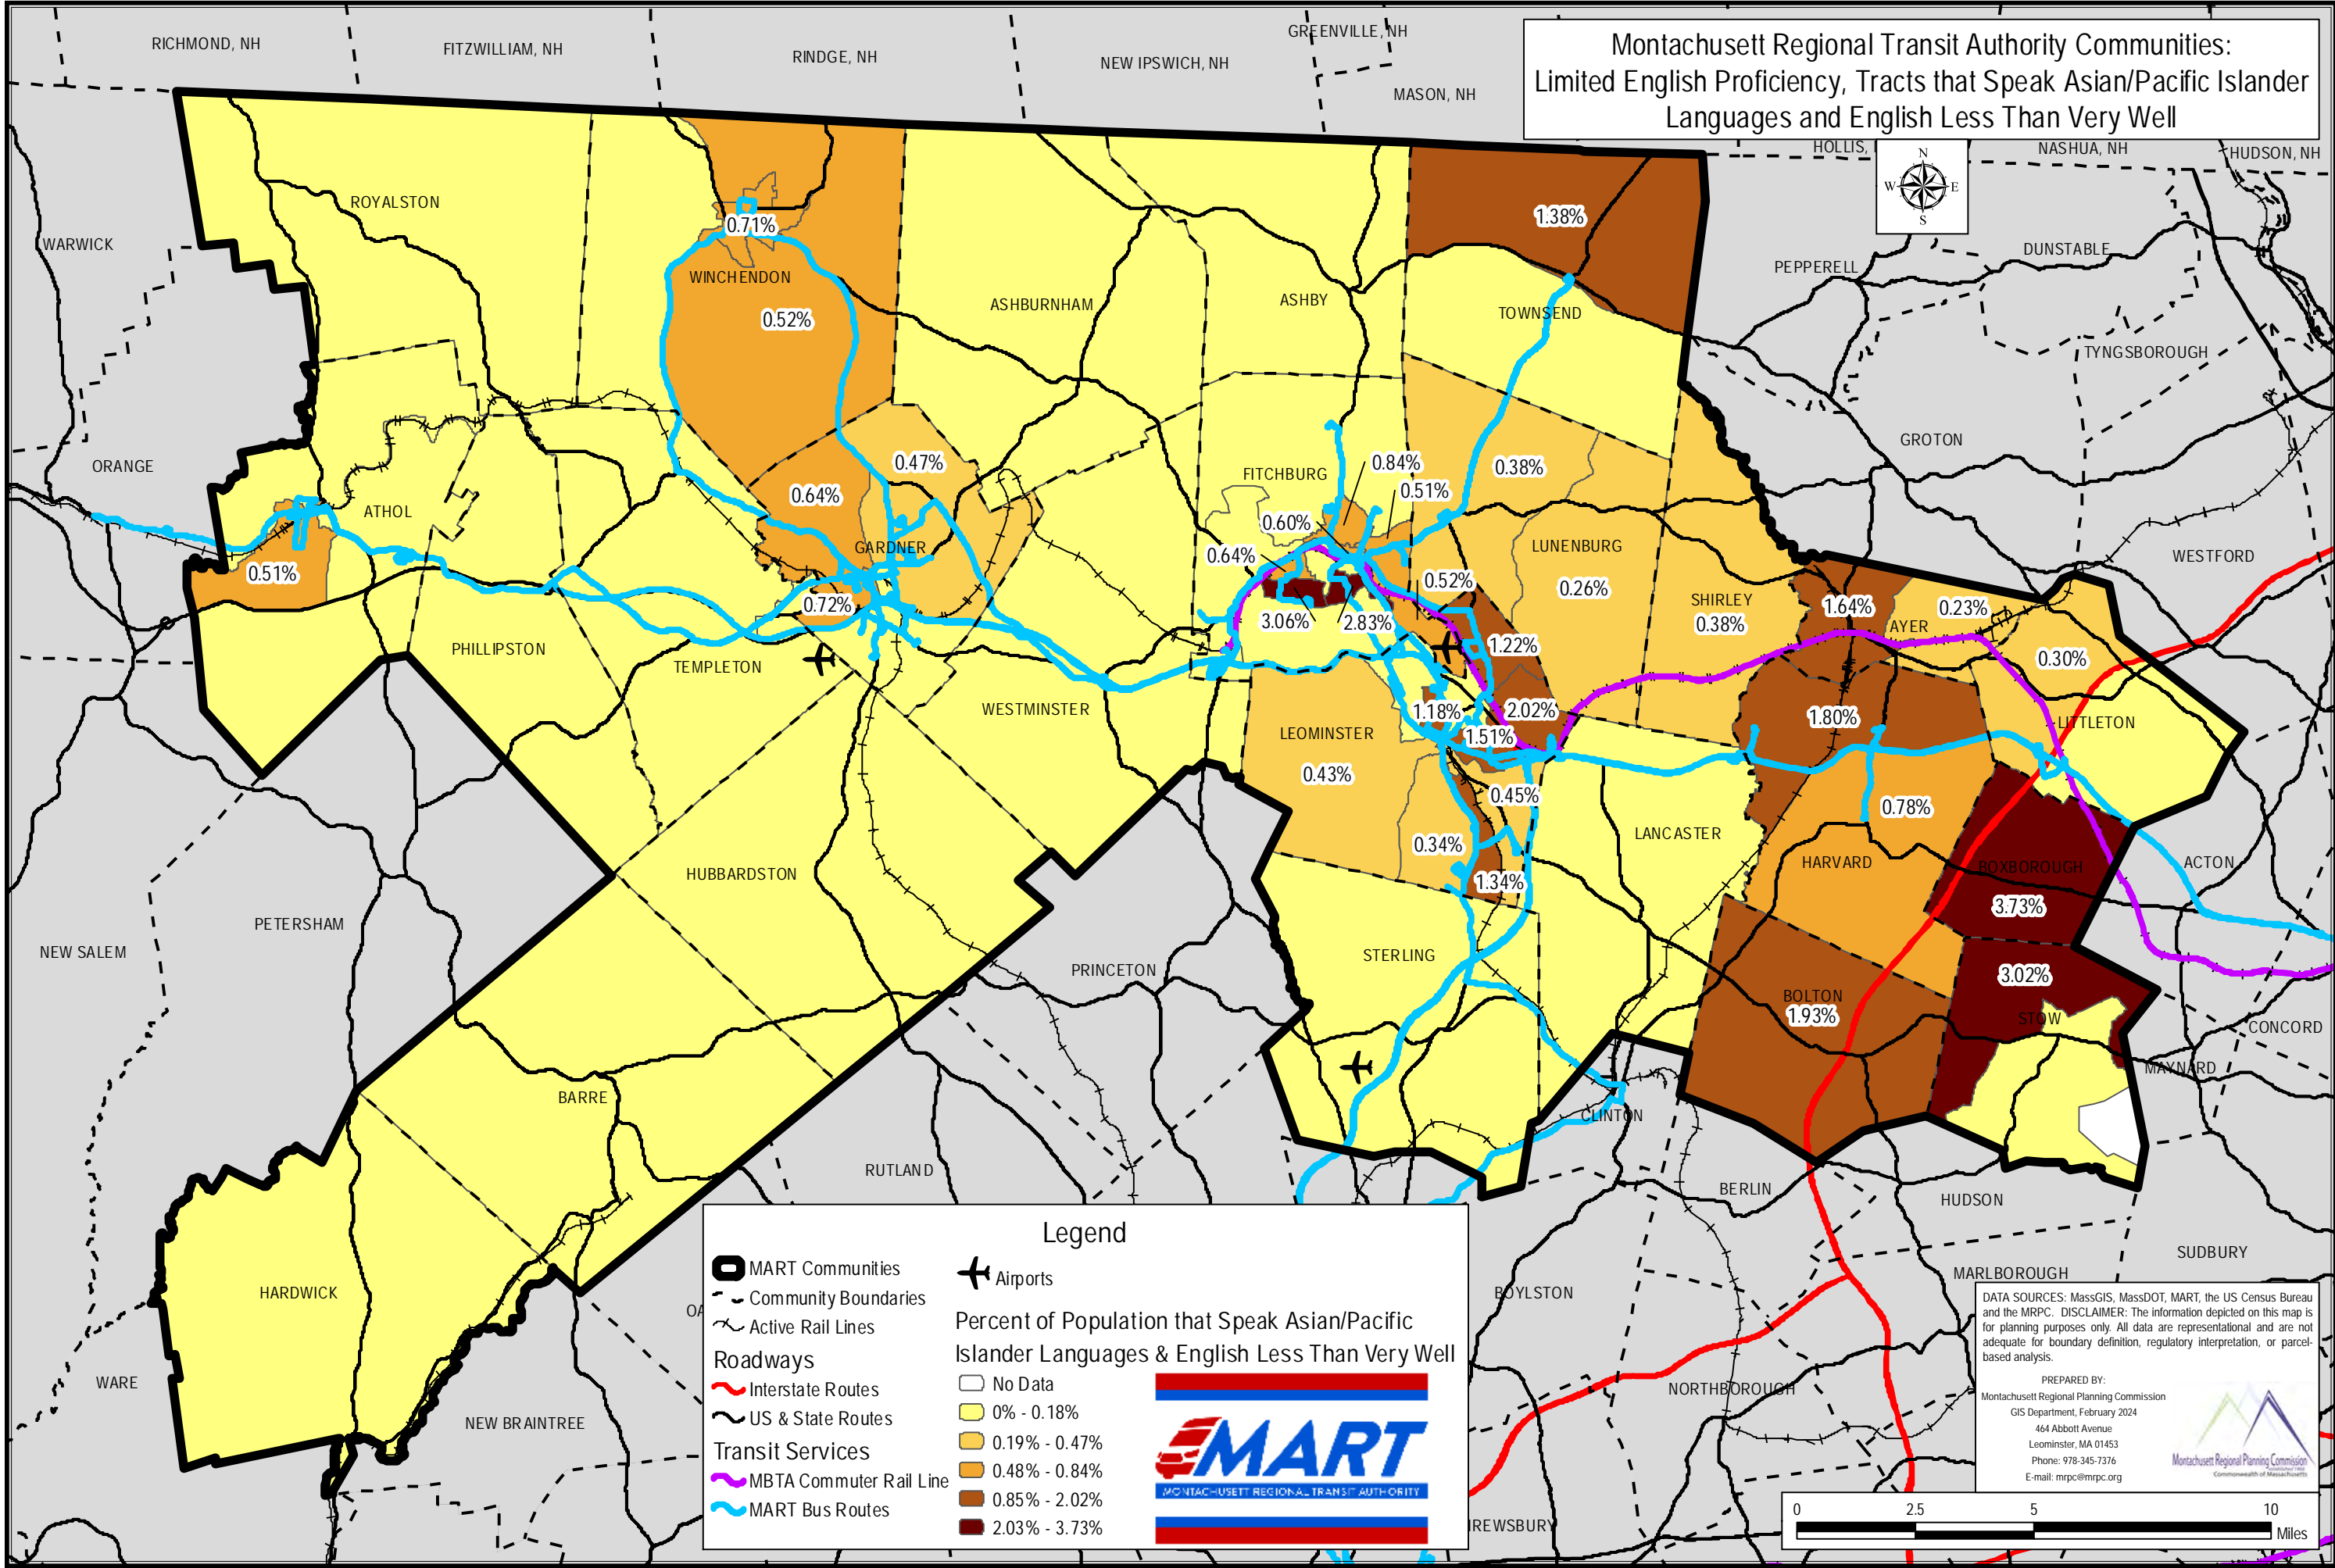 Montachusett Regional Transit Authority Communities:
Limited English Proficiency, Tracts that Speak Asian/Pacific Islander
Languages and English Less Than Very Well
RICHMOND, NH
FITZWILLIAM, NH
RINDGE, NH
NEW IPSWICH, NH
GREENVILLE, NH
MASON, NH
HOLLIS,
NASHUA, NH
HUDSON, NH
N
W
E
S
WARWICK
ROYALSTON
0.71%
WINCHENDON
0.52%
ASHBURNHAM
ASHBY
1.38%
TOWNSEND
PEPPERELL
DUNSTABLE
TYNGSBOROUGH
GROTON
WESTFORD
ORANGE
ATHOL
0.51%
0.47%
0.64%
GARDNER
0.72%
FITCHBURG
0.84%
0.51%
0.60%
0.64%
0.38%
LUNENBURG
0.26%
0.52%
3.06%
2.83%
1.22%
SHIRLEY
0.38%
1.64%
0.23%
AYER
0.30%
LITTLETON
PHILLIPSTON
TEMPLETON
WESTMINSTER
LEOMINSTER
0.43%
1.18%
2.02%
1.51%
0.45%
0.34%
1.34%
1.80%
0.78%
LANCASTER
HARVARD
BOXBOROUGH
3.73%
ACTON
HUBBARDSTON
PETERSHAM
NEW SALEM
PRINCETON
STERLING
BOLTON
1.93%
3.02%
STOW
CONCORD
MAYNARD
BARRE
CLINTON
RUTLAND
BERLIN
HUDSON
SUDBURY
HARDWICK
MARLBOROUGH
BOYLSTON
WARE
NEW BRAINTREE
NORTHBOROUGH
REWSBURY
OA
Legend
MART Communities
Community Boundaries
Active Rail Lines
Roadways
Interstate Routes
US & State Routes
Transit Services
MBTA Commuter Rail Line
MART Bus Routes
Airports
Percent of Population that Speak Asian/Pacific
Islander Languages & English Less Than Very Well
No Data
0% - 0.18%
0.19% - 0.47%
0.48% - 0.84%
0.85% - 2.02%
2.03% - 3.73%
MART
MONTACHUSETT REGIONAL TRANSIT AUTHORITY
DATA SOURCES: MassGIS, MassDOT, MART, the US Census Bureau
and the MRPC. DISCLAIMER: The information depicted on this map is
for planning purposes only. All data are representational and are not
adequate for boundary definition, regulatory interpretation, or parcel-
based analysis.
PREPARED BY:
Montachusett Regional Planning Commission
GIS Department, February 2024
464 Abbott Avenue
Leominster, MA 01453
Phone: 978-345-7376
E-mail: mrpc@mrpc.org
Montachusett Regional Planning Commission
Commonwealth of Massachusetts
0
2.5
5
10
Miles